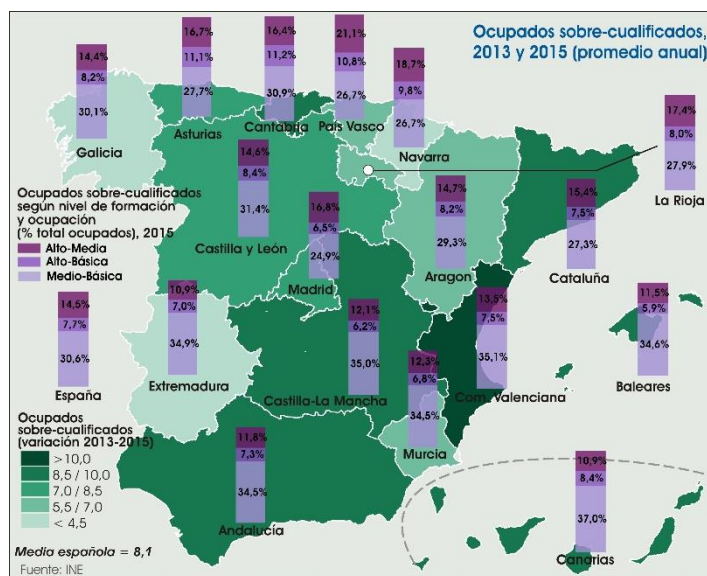 Ocupados sobre-cualificados,
2013 y 2015 (promedio anual)
14,4%
8,2%
30,1%
Galicia
16,7%
11,1%
27,7%
Asturias
16,4%
11,2%
30,9%
Cantabria
21,1%
10,8%
26,7%
País Vasco
18,7%
9,8%
26,7%
Navarra
17,4%
8,0%
27,9%
La Rioja
14,6%
8,4%
31,4%
Castilla y León
16,8%
6,5%
24,9%
Madrid
14,7%
8,2%
29,3%
Aragon
15,4%
7,5%
27,3%
Cataluña
Ocupados sobre-cualificados
según nivel de formación
y ocupación
(% total ocupados), 2015
Alto-Media
Alto-Básica
Medio-Básica
14,5%
7,7%
30,6%
España
10,9%
7,0%
34,9%
Extremadura
12,1%
6,2%
35,0%
Castilla-La Mancha
12,3%
6,8%
34,5%
Murcia
13,5%
7,5%
35,1%
Com. Valenciana
11,5%
5,9%
34,6%
Baleares
Ocupados
sobre-cualificados
(variación 2013-2015)
>10,0
8,5 / 10,0
7,0 / 8,5
5,5 / 7,0
< 4,5
11,8%
7,3%
34,5%
Andalucía
10,9%
8,4%
37,0%
Canarias
Media española = 8,1
Fuente: INE